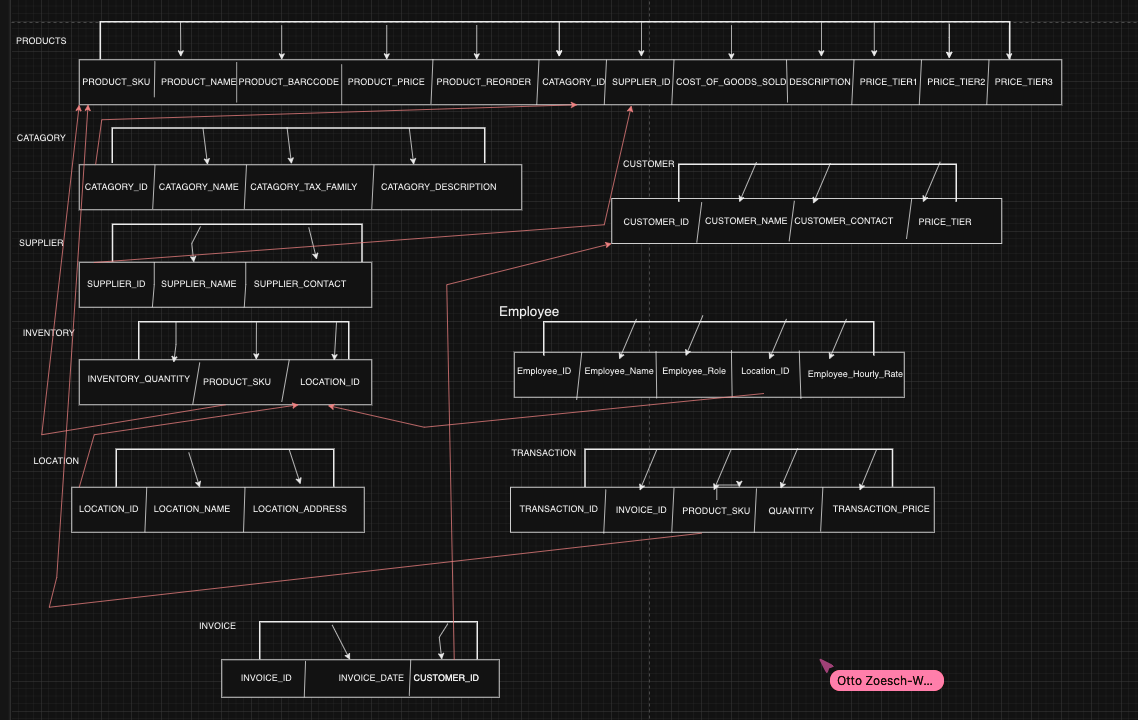 PRODUCTS
PRODUCT_SKU PRODUCT_NAME PRODUCT_BARCCODE PRODUCT_PRICE PRODUCT_REORDER CATAGORY_ID SUPPLIER_ID COST_OF_GOODS_SOLD DESCRIPTION PRICE_TIER1 PRICE_TIER2 PRICE_TIER3
CATAGORY
CATAGORY_ID CATAGORY_NAME CATAGORY_TAX_FAMILY CATAGORY_DESCRIPTION
CUSTOMER
CUSTOMER_ID CUSTOMER_NAME CUSTOMER_CONTACT PRICE_TIER
SUPPLIER
SUPPLIER_ID SUPPLIER_NAME SUPPLIER_CONTACT
INVENTORY
INVENTORY_QUANTITY PRODUCT_SKU LOCATION_ID
Employee
Employee_ID Employee_Name Employee_Role Location_ID Employee_Hourly_Rate
LOCATION
LOCATION_ID LOCATION_NAME LOCATION_ADDRESS
TRANSACTION
TRANSACTION_ID INVOICE_ID PRODUCT_SKU QUANTITY TRANSACTION_PRICE
INVOICE
INVOICE_ID INVOICE_DATE CUSTOMER_ID
Otto Zoesch-W...